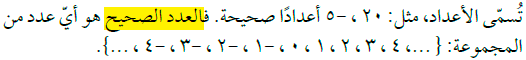 تُسمّى الأعداد، مثل: ٢٠ ، –٥ أعدادًا صحيحة. فالعدد الصحيح هو أيّ عدد من
المجموعة: {...، ٤ ، ٣ ، ٢ ، ١ ، ٠ ، –١ ، –٢ ، –٣ ، –٤ ، ...}.